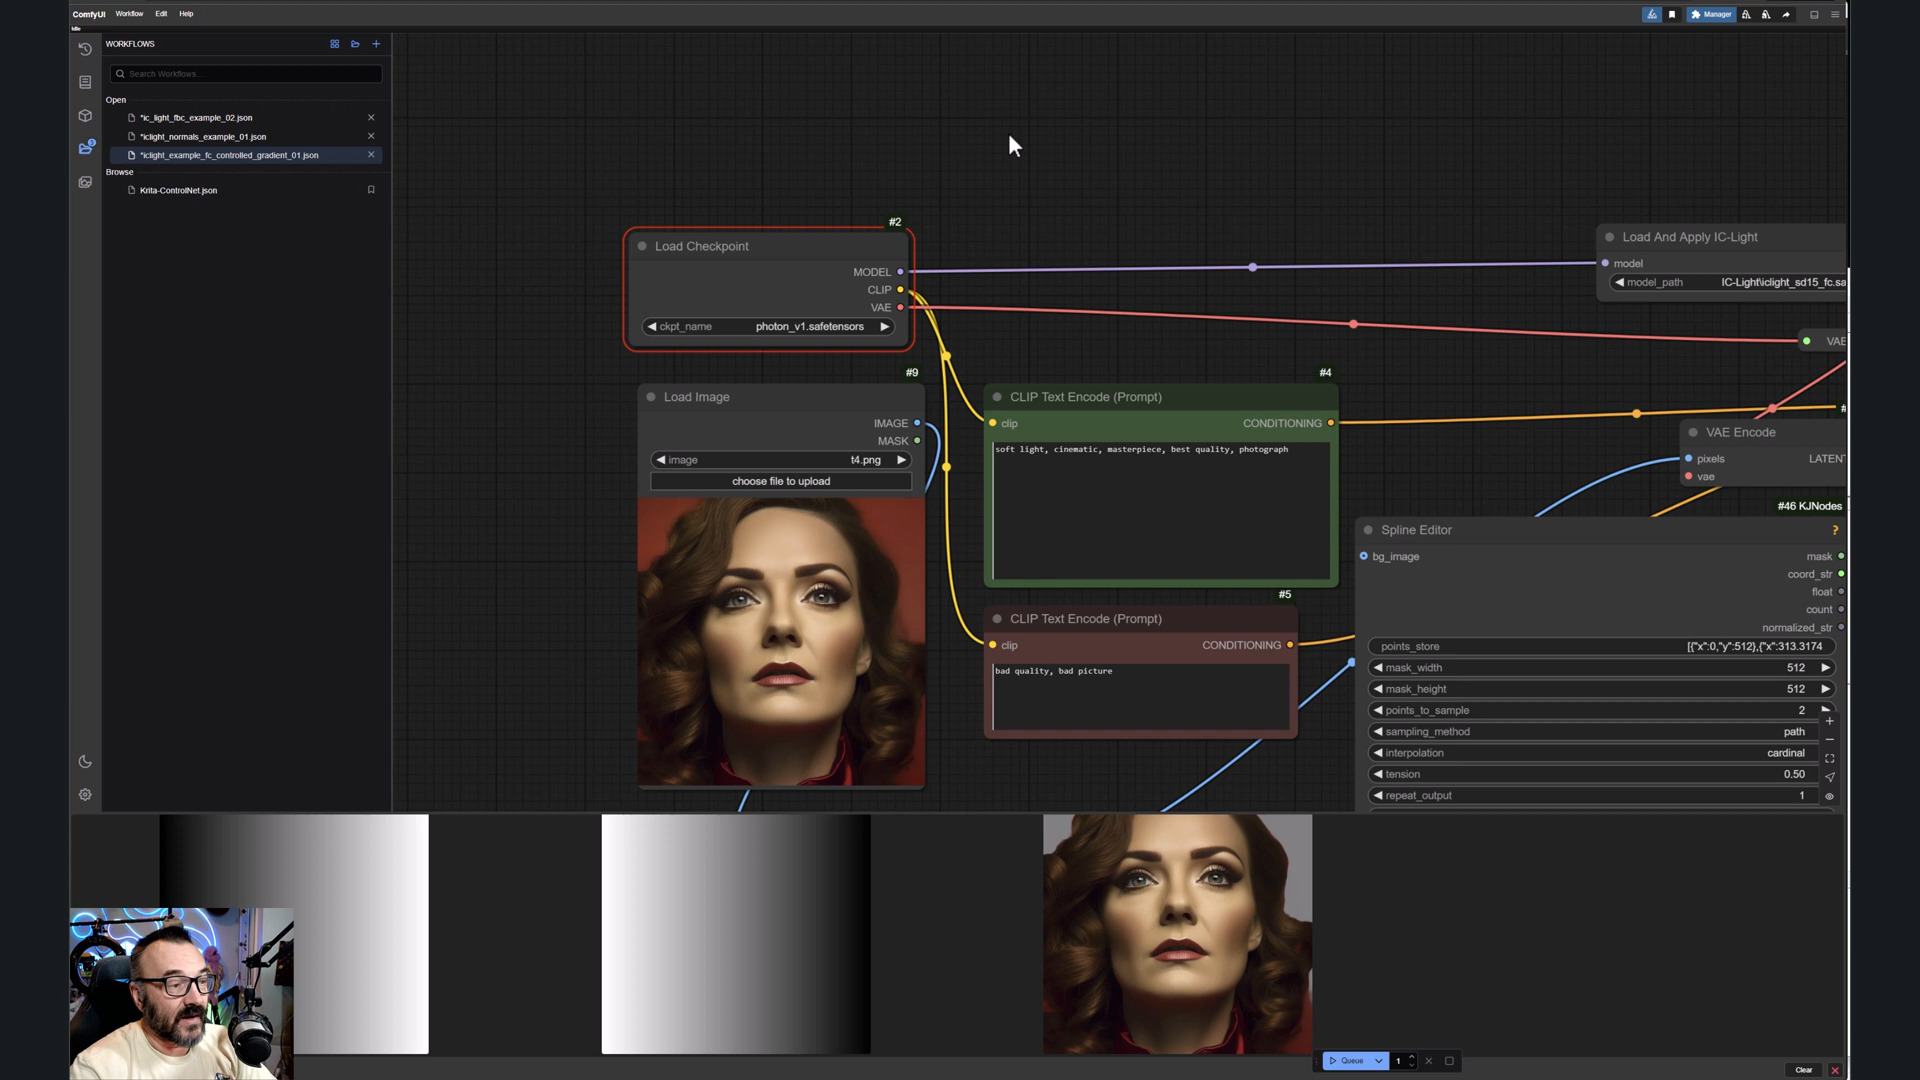 ComfyUI Workflow Edit Help
Manager
Idle
WORKFLOWS
Search Workflows...
Open
*ic_light_fbc_example_02.json
*iclight_normals_example_01.json
*iclight_example_fc_controlled_gradient_01.json
Browse
Krita-ControlNet.json
#2
Load Checkpoint
MODEL
CLIP
VAE
ckpt_name photon_v1.safetensors
Load And Apply IC-Light
model
model_path IC-Light\iclight_sd15_fc.sa
VAE
#9
Load Image
IMAGE
MASK
image t4.png
choose file to upload
#4
CLIP Text Encode (Prompt)
clip CONDITIONING
soft light, cinematic, masterpiece, best quality, photograph
#5
CLIP Text Encode (Prompt)
clip CONDITIONING
bad quality, bad picture
#
VAE Encode
pixels LATENT
vae
#46 KJNodes
Spline Editor ?
bg_image mask
coord_str
float
count
normalized_str
points_store [{"x":0,"y":512},{"x":313.3174
mask_width 512
mask_height 512
points_to_sample 2
sampling_method path
interpolation cardinal
tension 0.50
repeat_output 1
Queue 1
Clear